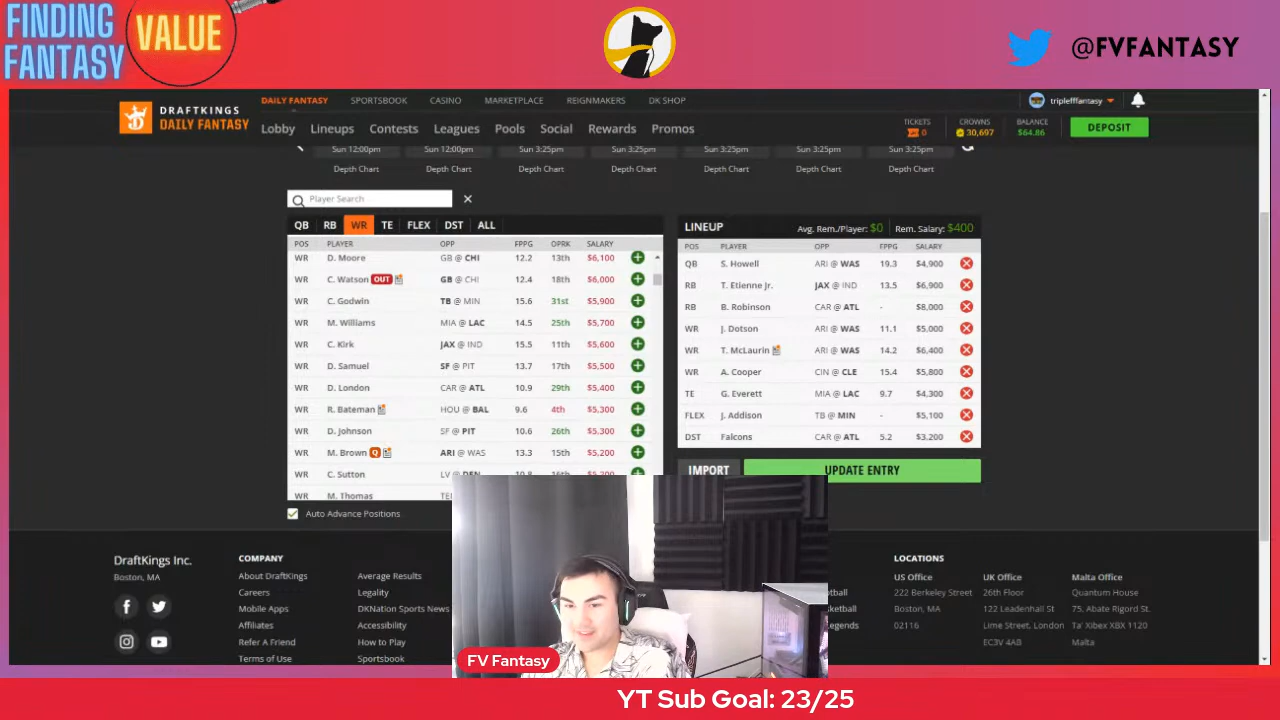 FINDING
FANTASY
VALUE
@FVFANTASY
DRAFTKINGS
DAILY FANTASY
DAILY FANTASY SPORTSBOOK CASINO MARKETPLACE REIGNMAKERS DK SHOP
tripleffffantasy
Lobby Lineups Contests Leagues Pools Social Rewards Promos
TICKETS CROWNS BALANCE
0 30,697 $64.86
DEPOSIT
Sun 12:00pm Sun 12:00pm Sun 3:25pm Sun 3:25pm Sun 3:25pm Sun 3:25pm Sun 3:25pm
Depth Chart Depth Chart Depth Chart Depth Chart Depth Chart Depth Chart Depth Chart
Player Search
QB RB WR TE FLEX DST ALL
POS PLAYER OPP FPPG OPRK SALARY
WR D. Moore GB @ CHI 12.2 13th $6,100
WR C. Watson OUT GB @ CHI 12.4 18th $6,000
WR C. Godwin TB @ MIN 15.6 31st $5,900
WR M. Williams MIA @ LAC 14.5 25th $5,700
WR C. Kirk JAX @ IND 15.5 11th $5,600
WR D. Samuel SF @ PIT 13.7 17th $5,500
WR D. London CAR @ ATL 10.9 29th $5,400
WR R. Bateman HOU @ BAL 9.6 4th $5,300
WR D. Johnson SF @ PIT 10.6 26th $5,300
WR M. Brown Q ARI @ WAS 13.3 15th $5,200
WR C. Sutton LV @ DEN 10.8 16th $5,200
WR M. Thomas
Auto Advance Positions
LINEUP Avg. Rem./Player: $0 Rem. Salary: $400
POS PLAYER OPP FPPG SALARY
QB S. Howell ARI @ WAS 19.3 $4,900
RB T. Etienne Jr. JAX @ IND 13.5 $6,900
RB B. Robinson CAR @ ATL - $8,000
WR J. Dotson ARI @ WAS 11.1 $5,000
WR T. McLaurin ARI @ WAS 14.2 $6,400
WR A. Cooper CIN @ CLE 15.4 $5,800
TE G. Everett MIA @ LAC 9.7 $4,300
FLEX J. Addison TB @ MIN - $5,100
DST Falcons CAR @ ATL 5.2 $3,200
IMPORT UPDATE ENTRY
DraftKings Inc.
Boston, MA
COMPANY
About DraftKings
Careers
Mobile Apps
Affiliates
Refer A Friend
Terms of Use
Average Results
Legality
DKNation Sports News
Accessibility
How to Play
Sportsbook
LOCATIONS
US Office
222 Berkeley Street
Boston, MA
02116
UK Office
26th Floor
122 Leadenhall St
Lime Street, London
EC3V 4AB
Malta Office
Quantum House
75, Abate Rigord St.
Ta' Xibex XBX 1120
Malta
FV Fantasy
YT Sub Goal: 23/25